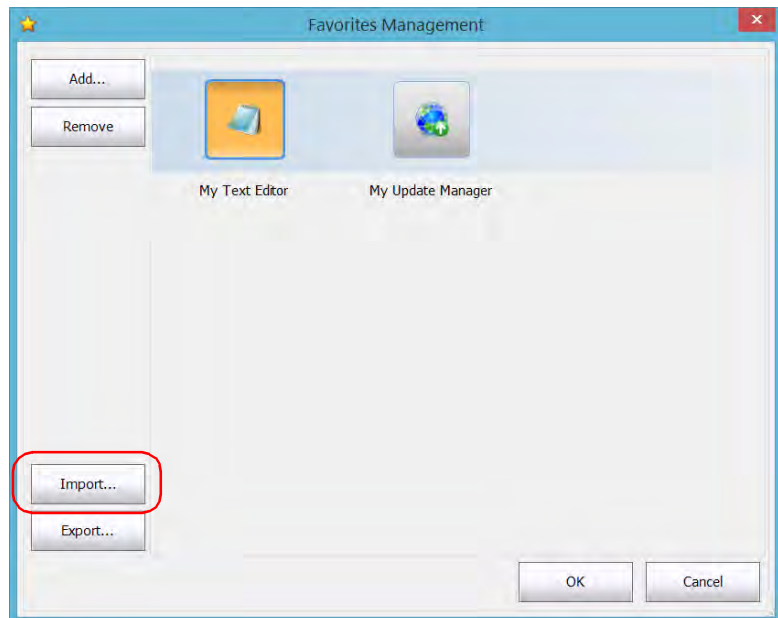 Favorites Management
Add...
Remove
My Text Editor
My Update Manager
Import...
Export...
OK
Cancel